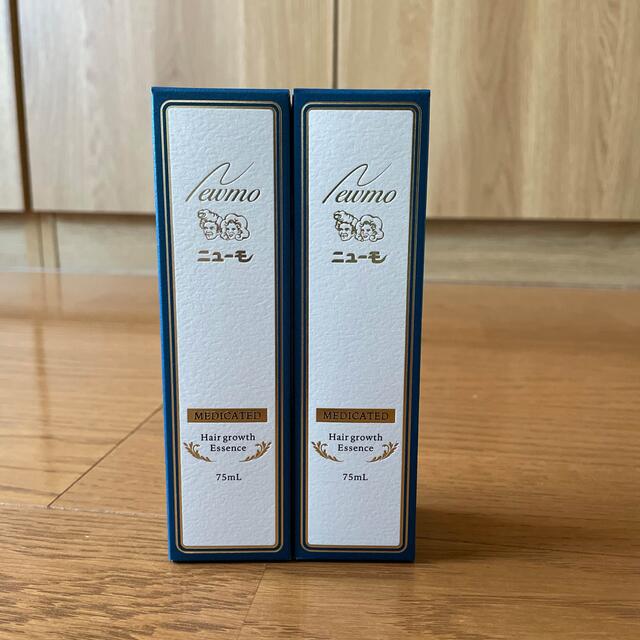 Newmo
ニューモ
MEDICATED
Hair growth
Essence
75mL
Newmo
ニューモ
MEDICATED
Hair growth
Essence
75mL